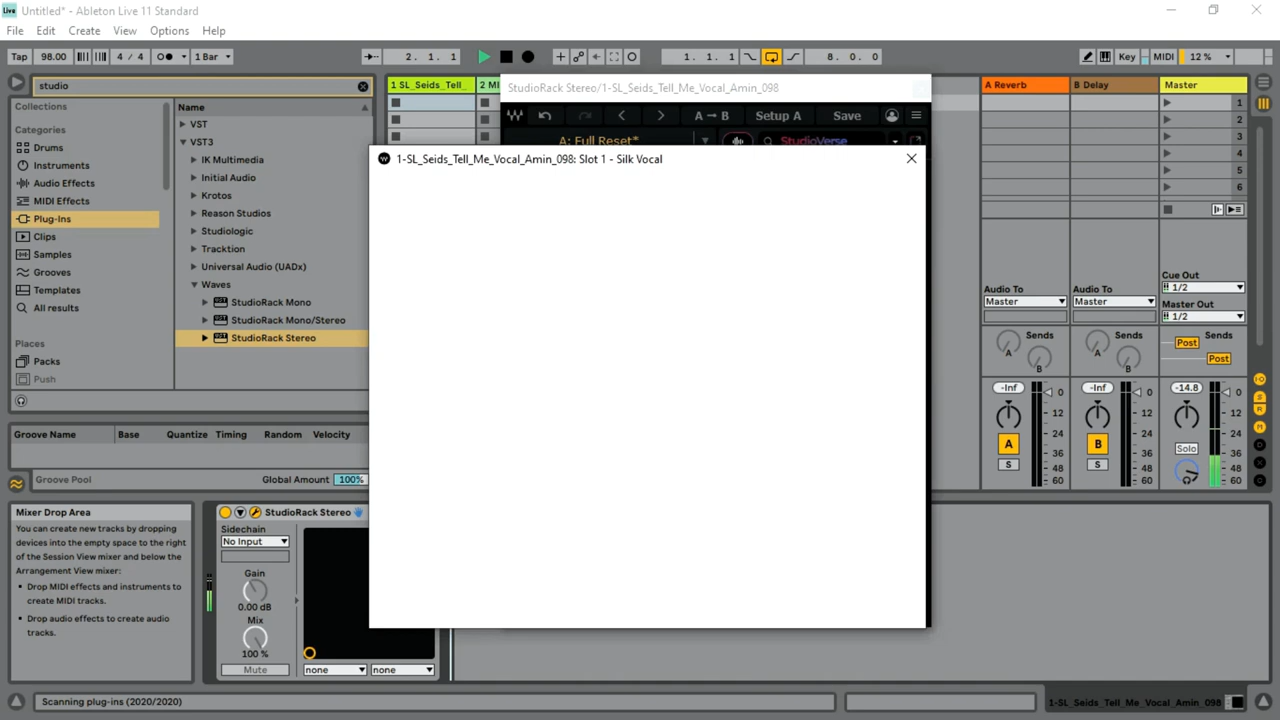 Live Untitled* - Ableton Live 11 Standard
File Edit Create View Options Help
Tap 98.00 4 / 4 1 Bar 2. 1. 1 1. 1. 1 8. 0. 0 Key MIDI 12 %
studio
Collections
Categories
Drums
Instruments
Audio Effects
MIDI Effects
Plug-Ins
Clips
Samples
Grooves
Templates
All results
Places
Packs
Push
Name
VST
VST3
IK Multimedia
Initial Audio
Krotos
Reason Studios
Studiologic
Tracktion
Universal Audio (UADx)
Waves
StudioRack Mono
StudioRack Mono/Stereo
StudioRack Stereo
Groove Name Base Quantize Timing Random Velocity
Groove Pool Global Amount 100%
1 SL_Seids_Tell_ 2 MI
StudioRack Stereo/1-SL_Seids_Tell_Me_Vocal_Amin_098
A → B Setup A Save
A: Full Reset* StudioVerse
1-SL_Seids_Tell_Me_Vocal_Amin_098: Slot 1 - Silk Vocal
A Reverb B Delay Master
1
2
3
4
5
6
Cue Out
1/2
Audio To Audio To Master Out
Master Master 1/2
Sends Sends Sends
A B A B Post
Post
-Inf -Inf -14.8
0 0 0
12 12 12
24 24 24
36 36 36
48 48 48
60 60 60
A B Solo
S S
Mixer Drop Area
You can create new tracks by dropping
devices into the empty space to the
right of the Session View mixer and below the
Arrangement View mixer:
Drop MIDI effects and instruments to
create MIDI tracks.
Drop audio effects to create audio
tracks.
StudioRack Stereo
Sidechain
No Input
Gain
0.00 dB
Mix
100 %
Mute none none
Scanning plug-ins (2020/2020)
1-SL_Seids_Tell_Me_Vocal_Amin_098